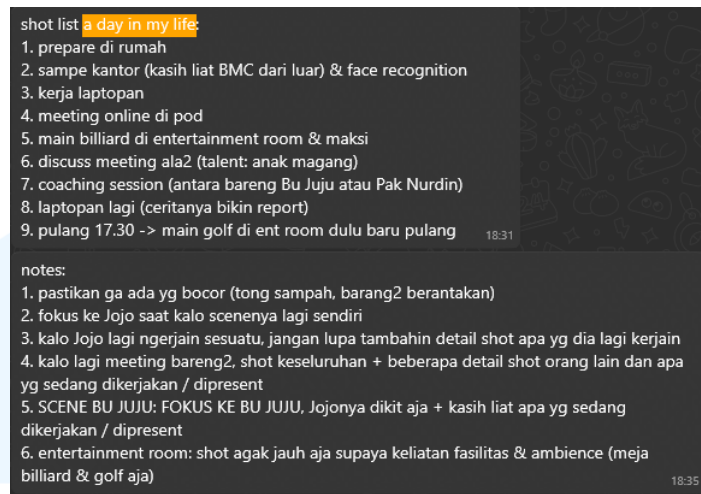 shot list a day in my life:
1. prepare di rumah
2. sampe kantor (kasih liat BMC dari luar) & face recognition
3. kerja laptopan
4. meeting online di pod
5. main billiard di entertainment room & maksi
6. discuss meeting ala2 (talent: anak magang)
7. coaching session (antara bareng Bu Juju atau Pak Nurdin)
8. laptopan lagi (ceritanya bikin report)
9. pulang 17.30 -> main golf di ent room dulu baru pulang 18:31
notes:
1. pastikan ga ada yg bocor (tong sampah, barang2 berantakan)
2. fokus ke Jojo saat kalo scenenya lagi sendiri
3. kalo Jojo lagi ngerjain sesuatu, jangan lupa tambahin detail shot apa yg dia lagi kerjain
4. kalo lagi meeting bareng2, shot keseluruhan + beberapa detail shot orang lain dan apa
yg sedang dikerjakan / dipresent
5. SCENE BU JUJU: FOKUS KE BU JUJU, Jojonya dikit aja + kasih liat apa yg sedang
dikerjakan / dipresent
6. entertainment room: shot agak jauh aja supaya keliatan fasilitas & ambience (meja
billiard & golf aja) 18:35